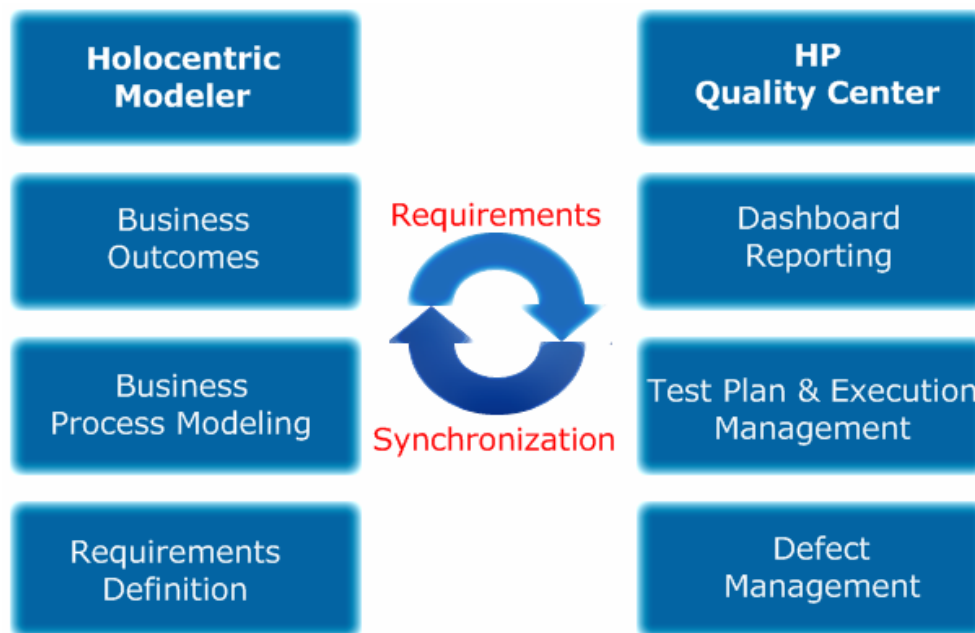 Holocentric
Modeler
Business
Outcomes
Business
Process Modeling
Requirements
Definition
Requirements
Synchronization
HP
Quality Center
Dashboard
Reporting
Test Plan & Execution
Management
Defect
Management